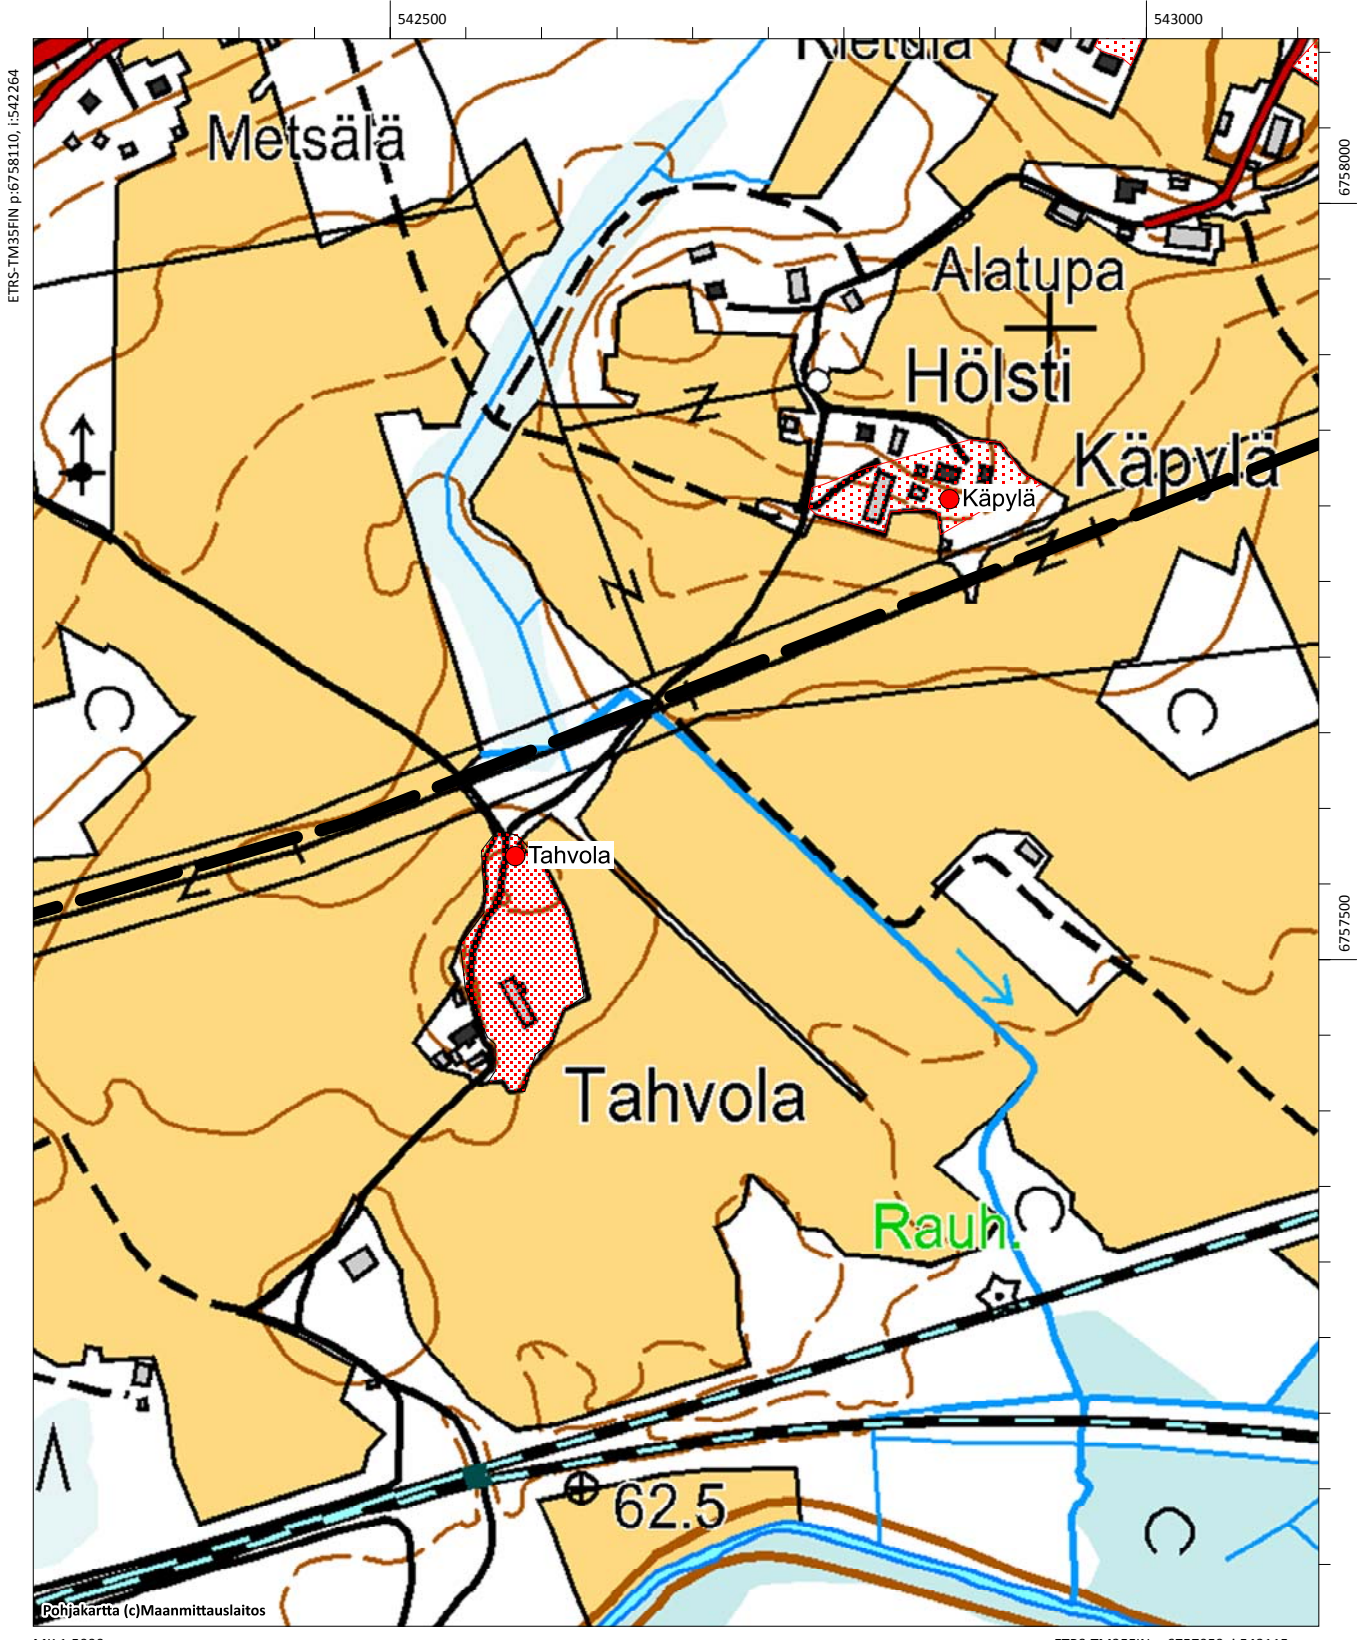 542500
543000
ETRS-TM35FIN p:6758110, i:542264
Rietula
Metsälä
6758000
Alatupa
Hölsti
Käpylä
Käpylä
Tahvola
6757500
Tahvola
Rauh.
62.5
Pohjakartta (c)Maanmittauslaitos